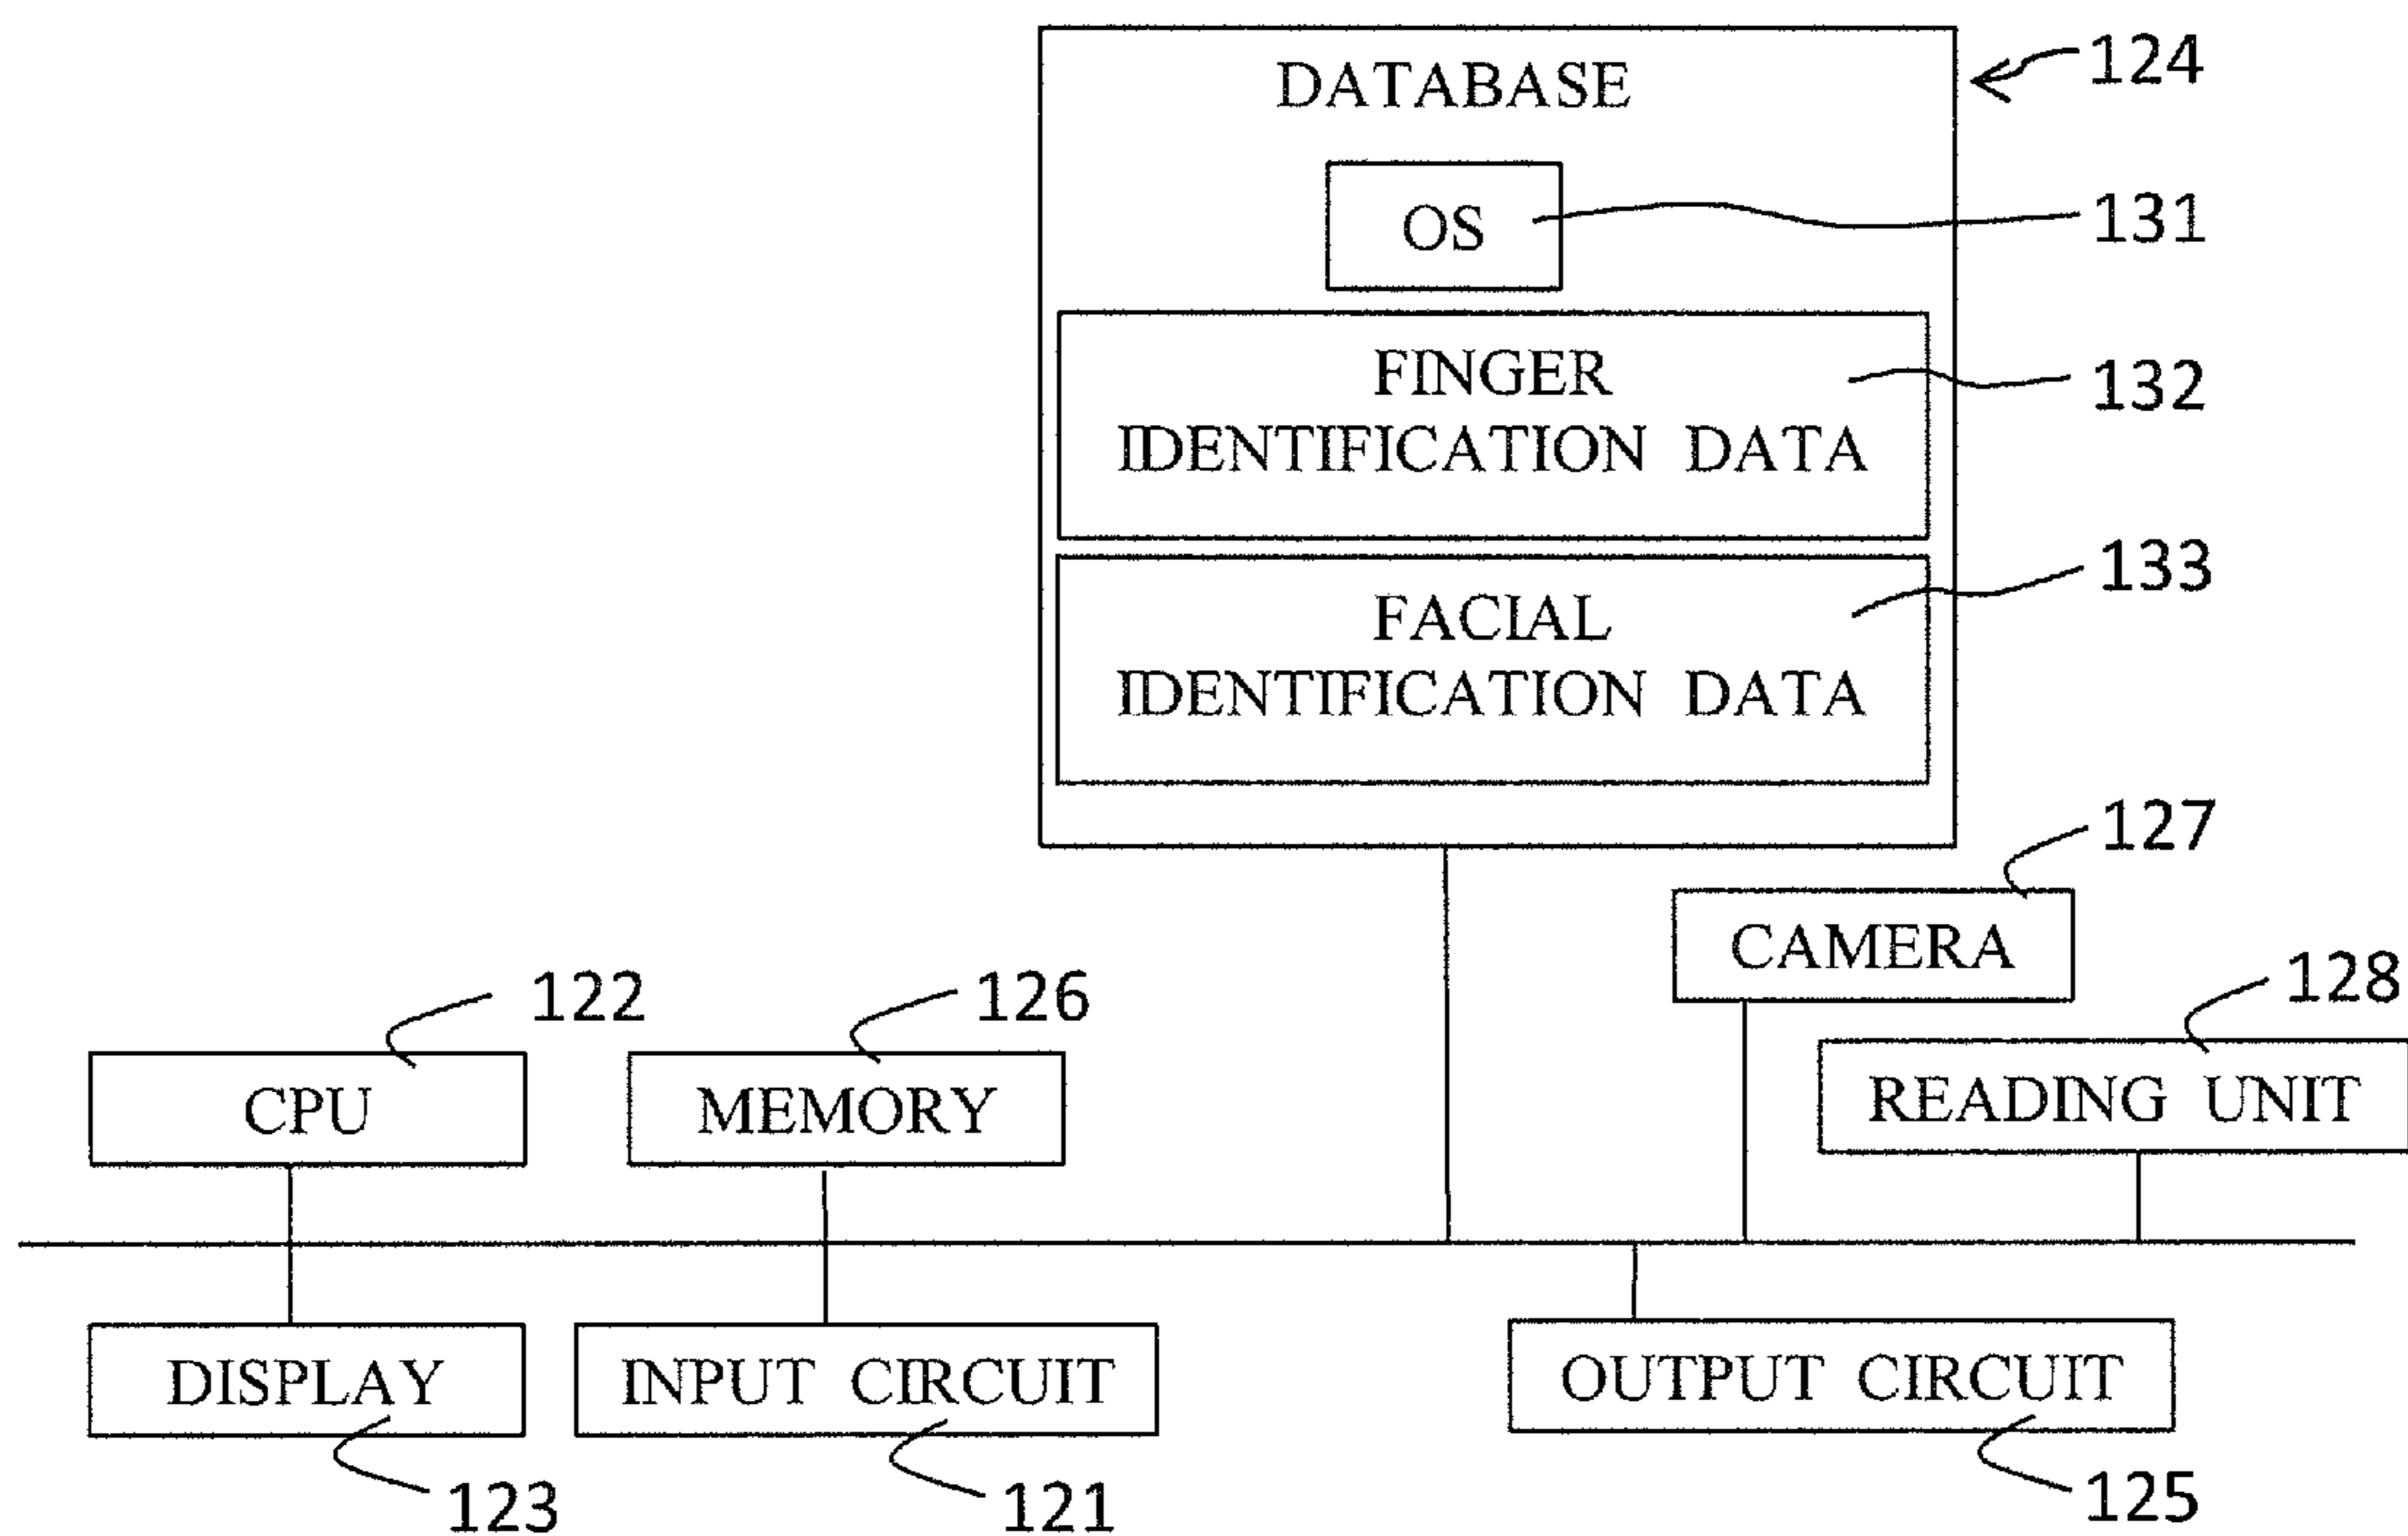 DATABASE
124
OS
131
FINGER
IDENTIFICATION DATA
132
FACIAL
IDENTIFICATION DATA
133
127
CAMERA
128
READING UNIT
122
CPU
126
MEMORY
DISPLAY
123
INPUT CIRCUIT
121
OUTPUT CIRCUIT
125